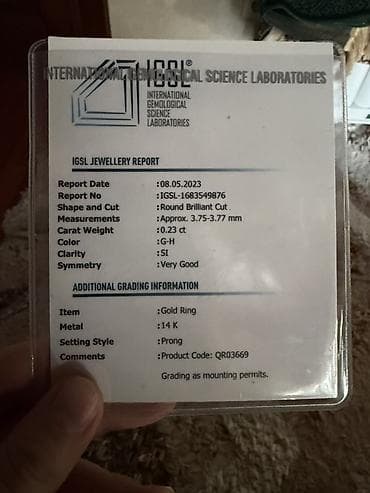 INTERNATIONAL GEMOLOGICAL SCIENCE LABORATORIES
IGSL®
INTERNATIONAL
GEMOLOGICAL
SCIENCE
LABORATORIES
IGSL JEWELLERY REPORT
Report Date :08.05.2023
Report No :IGSL-1683549876
Shape and Cut :Round Brilliant Cut
Measurements :Approx. 3.75-3.77 mm
Carat Weight :0.23 ct
Color :G-H
Clarity :SI
Symmetry :Very Good
ADDITIONAL GRADING INFORMATION
Item :Gold Ring
Metal :14 K
Setting Style :Prong
Comments :Product Code: QR03669
Grading as mounting permits.